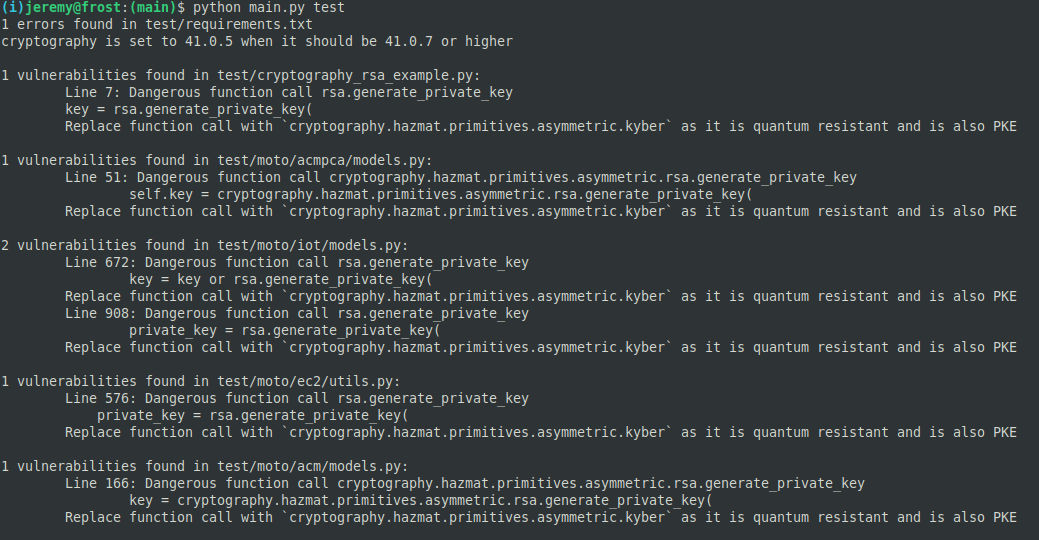 (i)jeremy@frost:(main)$ python main.py test
1 errors found in test/requirements.txt
cryptography is set to 41.0.5 when it should be 41.0.7 or higher
1 vulnerabilities found in test/cryptography_rsa_example.py:
Line 7: Dangerous function call rsa.generate_private_key
key = rsa.generate_private_key(
Replace function call with `cryptography.hazmat.primitives.asymmetric.kyber` as it is quantum resistant and is also PKE
1 vulnerabilities found in test/moto/acmpca/models.py:
Line 51: Dangerous function call cryptography.hazmat.primitives.asymmetric.rsa.generate_private_key
self.key = cryptography.hazmat.primitives.asymmetric.rsa.generate_private_key(
Replace function call with `cryptography.hazmat.primitives.asymmetric.kyber` as it is quantum resistant and is also PKE
2 vulnerabilities found in test/moto/iot/models.py:
Line 672: Dangerous function call rsa.generate_private_key
key = key or rsa.generate_private_key(
Replace function call with `cryptography.hazmat.primitives.asymmetric.kyber` as it is quantum resistant and is also PKE
Line 908: Dangerous function call rsa.generate_private_key
private_key = rsa.generate_private_key(
Replace function call with `cryptography.hazmat.primitives.asymmetric.kyber` as it is quantum resistant and is also PKE
1 vulnerabilities found in test/moto/ec2/utils.py:
Line 576: Dangerous function call rsa.generate_private_key
private_key = rsa.generate_private_key(
Replace function call with `cryptography.hazmat.primitives.asymmetric.kyber` as it is quantum resistant and is also PKE
1 vulnerabilities found in test/moto/acm/models.py:
Line 166: Dangerous function call cryptography.hazmat.primitives.asymmetric.rsa.generate_private_key
key = cryptography.hazmat.primitives.asymmetric.rsa.generate_private_key(
Replace function call with `cryptography.hazmat.primitives.asymmetric.kyber` as it is quantum resistant and is also PKE